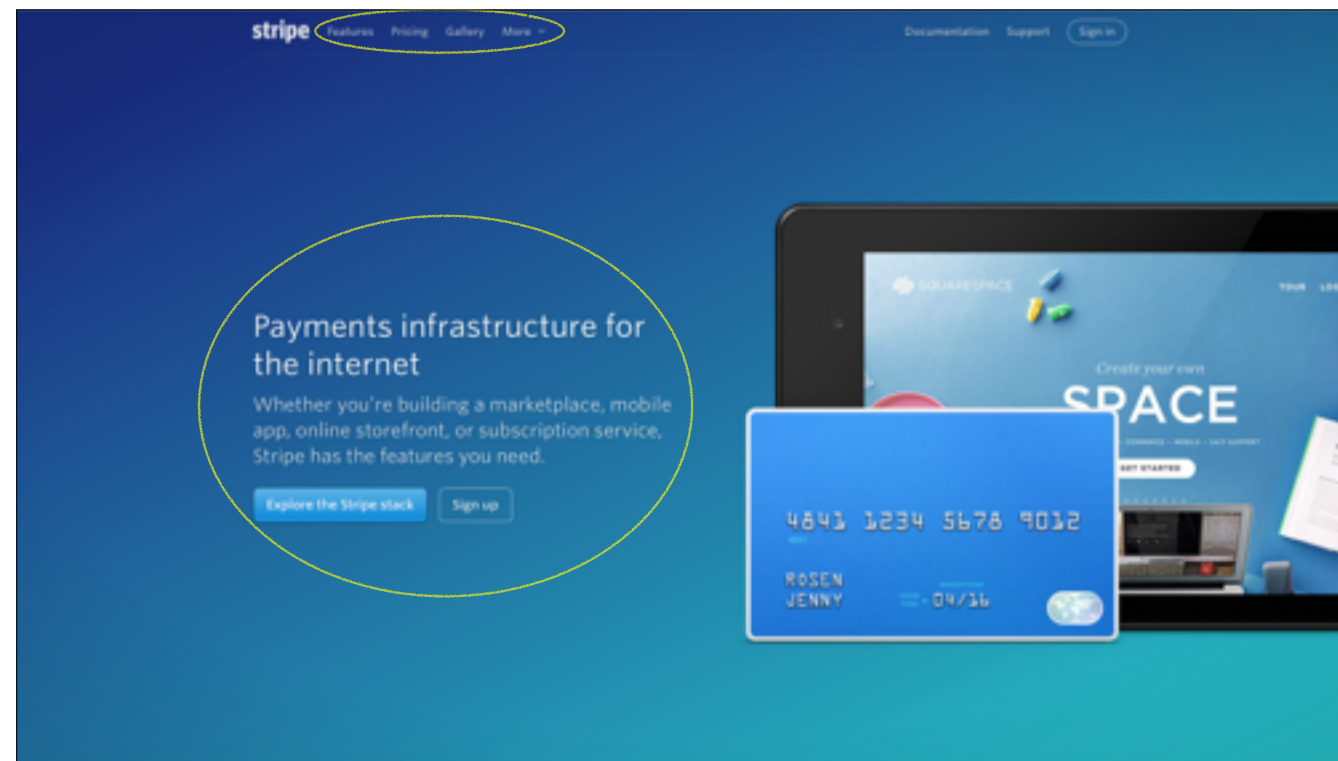 stripe Features Pricing Gallery More Documentation Support Sign in
Payments infrastructure for
the internet
Whether you're building a marketplace, mobile
app, online storefront, or subscription service,
Stripe has the features you need.
Explore the Stripe stack Sign up
SQUARESPACE TOUR
Create your own
SPACE
GET STARTED
4841 1234 5678 9012
ROSEN
JENNY 04/16